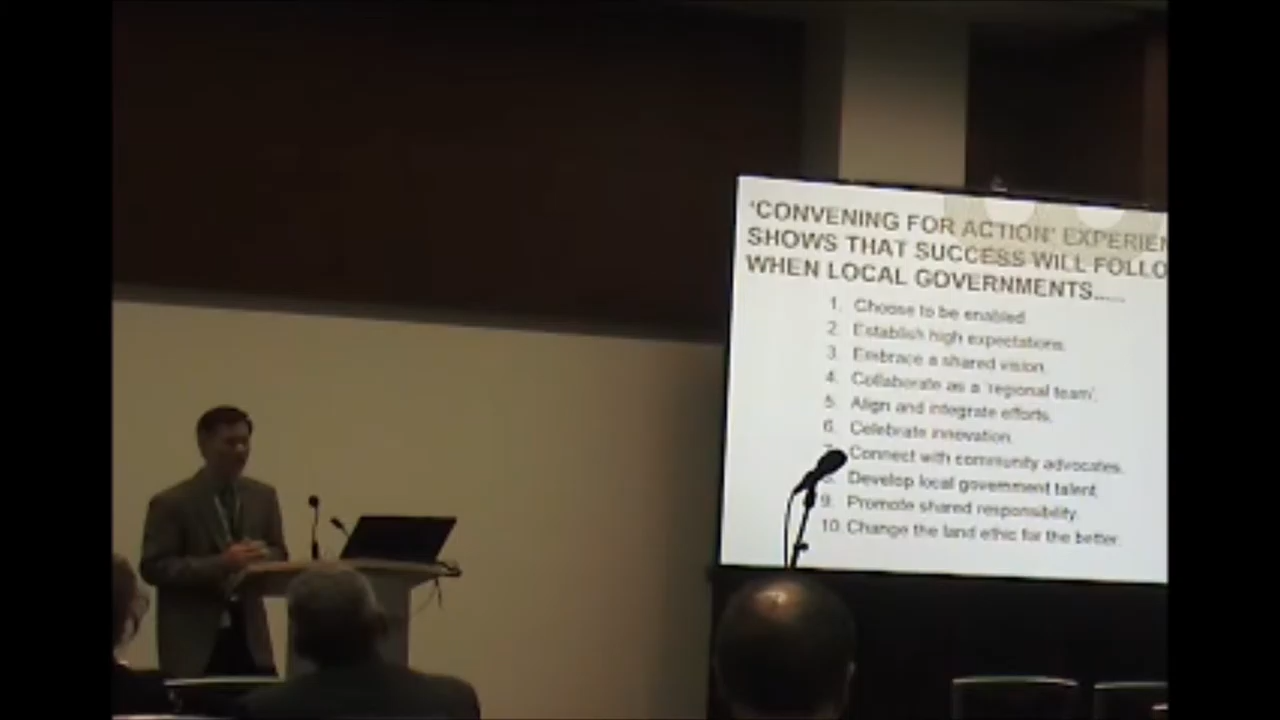 'CONVENING FOR ACTION' EXPERIEN
SHOWS THAT SUCCESS WILL FOLLO
WHEN LOCAL GOVERNMENTS.....
1. Choose to be enabled.
2. Establish high expectations.
3. Embrace a shared vision.
4. Collaborate as a 'regional team'.
5. Align and integrate efforts.
6. Celebrate innovation.
7. Connect with community advocates.
8. Develop local government talent.
9. Promote shared responsibility.
10. Change the land ethic for the better.